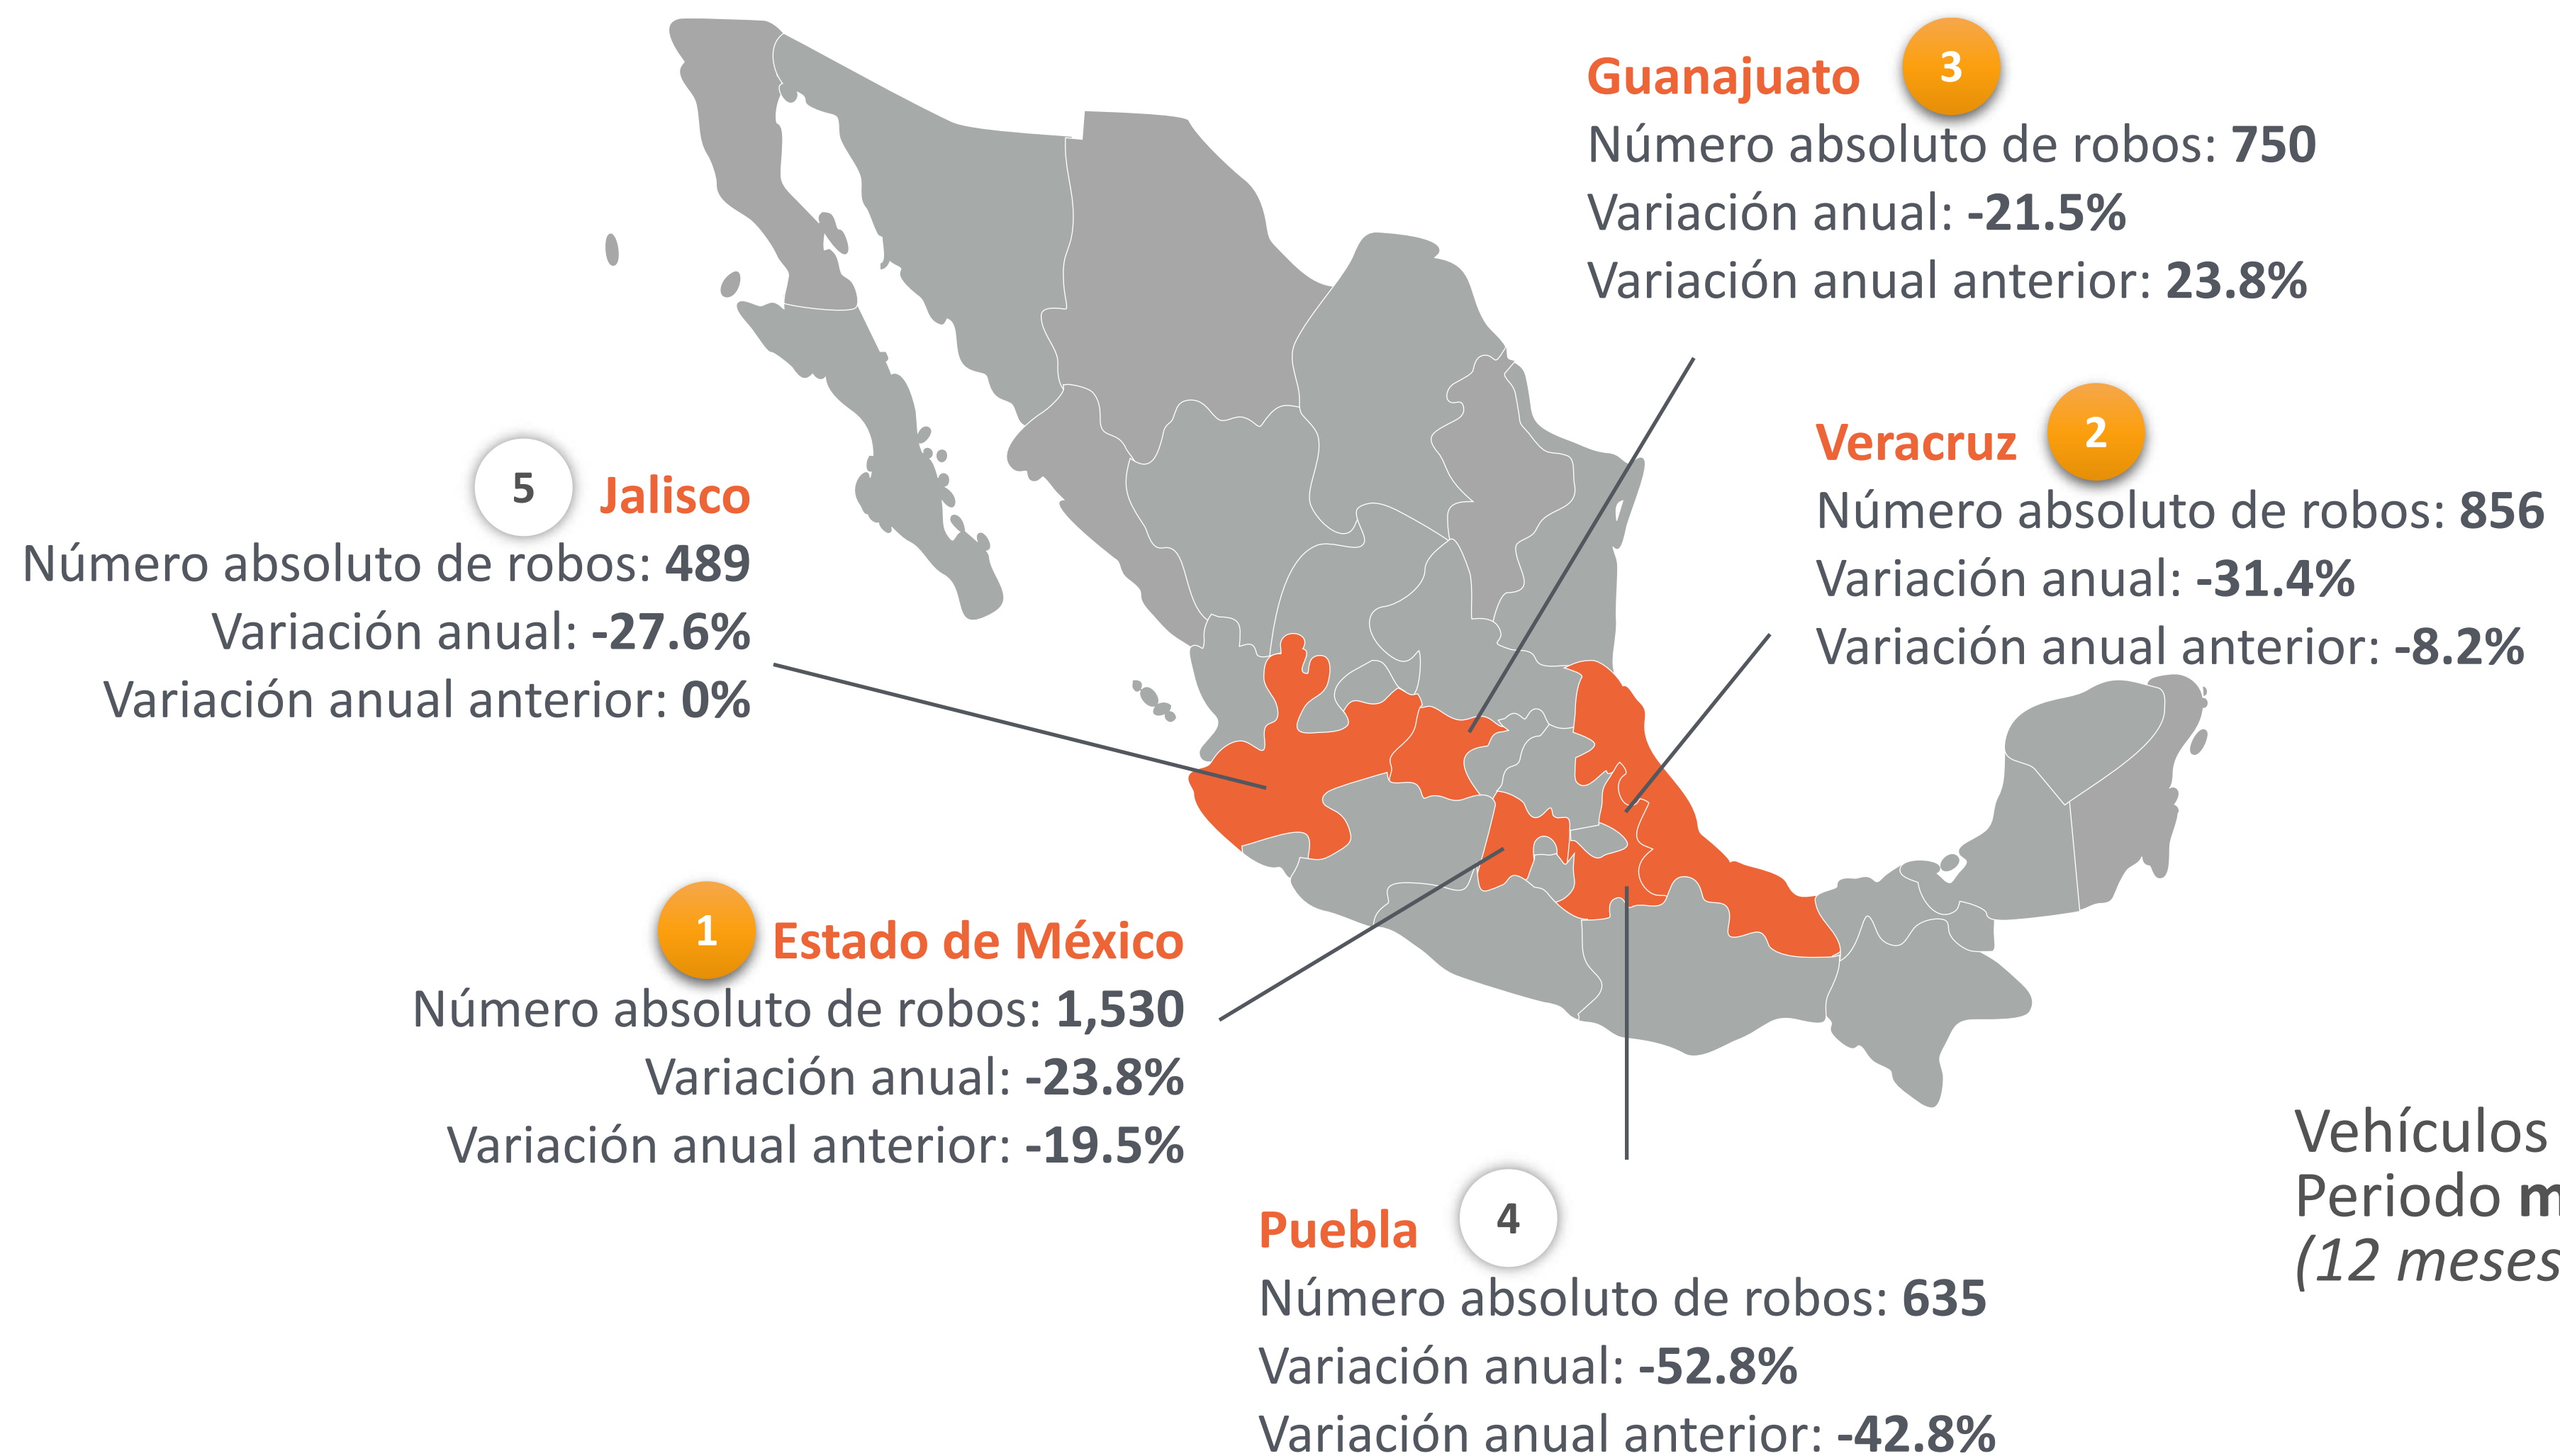 Guanajuato 3
Número absoluto de robos: 750
Variación anual: -21.5%
Variación anual anterior: 23.8%
Veracruz 2
Número absoluto de robos: 856
Variación anual: -31.4%
Variación anual anterior: -8.2%
5 Jalisco
Número absoluto de robos: 489
Variación anual: -27.6%
Variación anual anterior: 0%
1 Estado de México
Número absoluto de robos: 1,530
Variación anual: -23.8%
Variación anual anterior: -19.5%
Puebla 4
Número absoluto de robos: 635
Variación anual: -52.8%
Variación anual anterior: -42.8%
Vehículos
Periodo
(12 meses